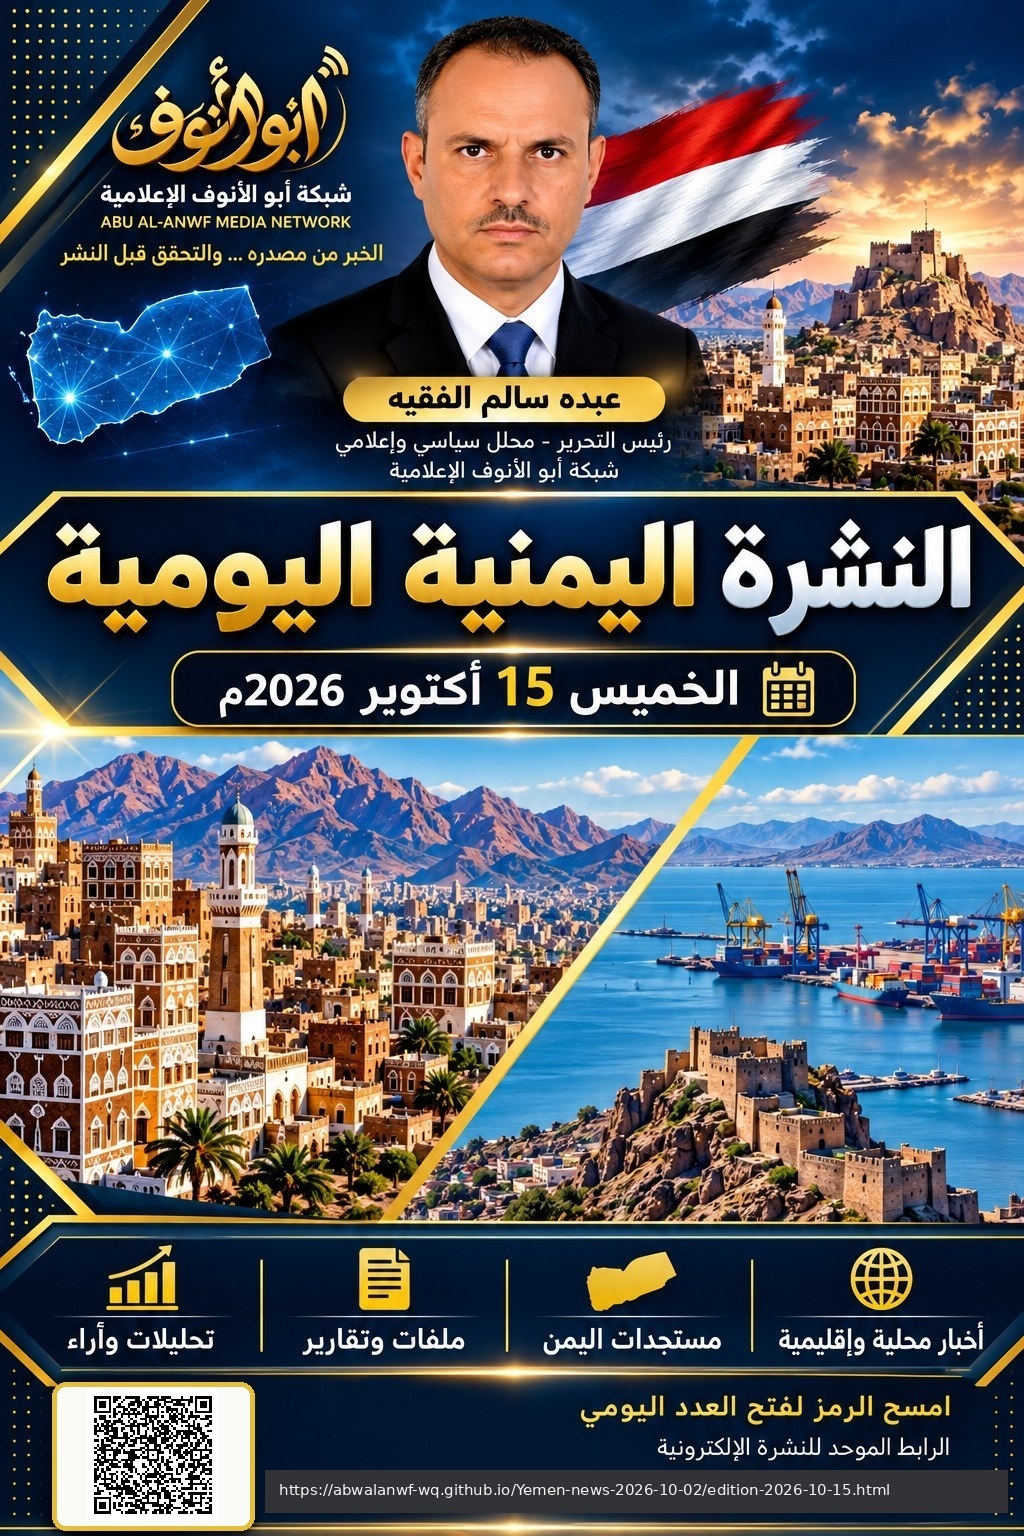 أبو الأنوف
شبكة أبو الأنوف الإعلامية
ABU AL-ANWF MEDIA NETWORK
الخبر من مصدره ... والتحقق قبل النشر
عبده سالم الفقيه
رئيس التحرير - محلل سياسي وإعلامي
شبكة أبو الأنوف الإعلامية
النشرة اليمنية اليومية
الخميس 15 أكتوبر 2026م
أخبار محلية وإقليمية
مستجدات اليمن
ملفات وتقارير
تحليلات وأراء
امسح الرمز لفتح العدد اليومي
الرابط الموحد للنشرة الإلكترونية
https://abwalanwf-wq.github.io/Yemen-news-2026-10-02/edition-2026-10-15.html